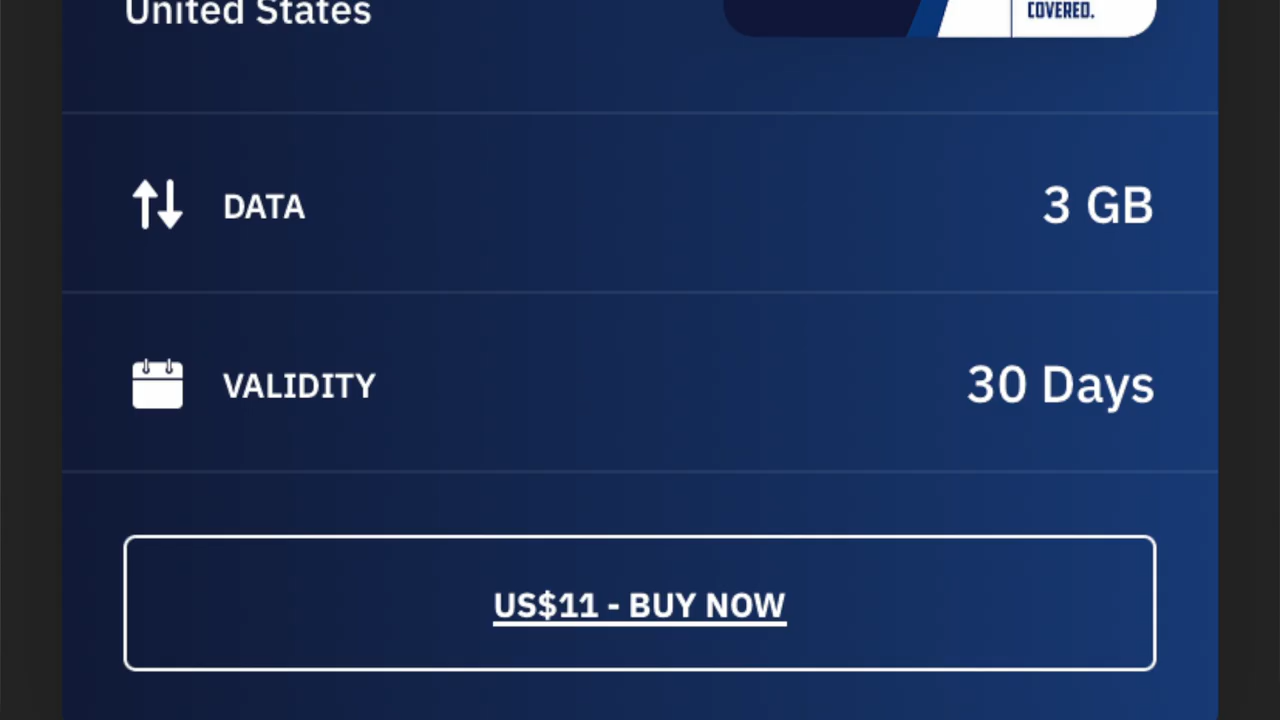 United States
COVERED.
DATA
3 GB
VALIDITY
30 Days
US$11 - BUY NOW